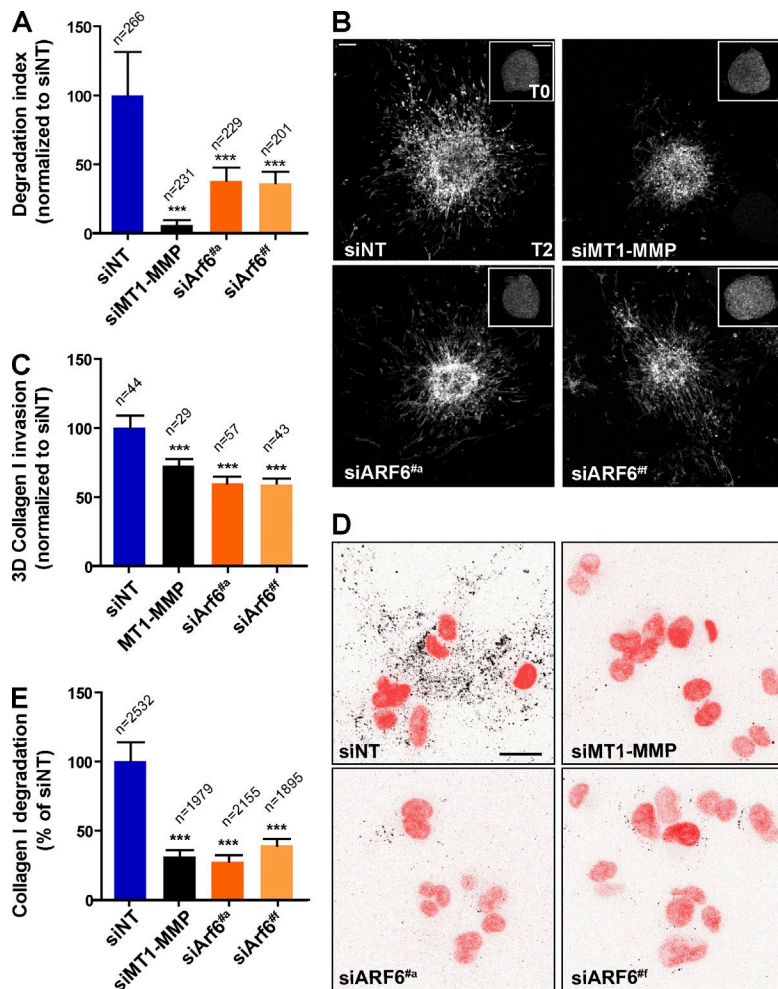 A
Degradation index
(normalized to siNT)
150
100
50
0
n=266
n=231
n=229
n=201
***
***
***
siNT
siMT1-MMP
siArf6#a
siArf6#f
B
T0
siNT
T2
siMT1-MMP
siARF6#a
siARF6#f
C
3D Collagen I invasion
(normalized to siNT)
150
100
50
0
n=44
n=29
n=57
n=43
***
***
***
siNT
MT1-MMP
siArf6#a
siArf6#f
D
siNT
siMT1-MMP
siARF6#a
siARF6#f
E
Collagen I degradation
(% of siNT)
150
100
50
0
n=2532
n=1979
n=2155
n=1895
***
***
***
siNT
siMT1-MMP
siArf6#a
siArf6#f